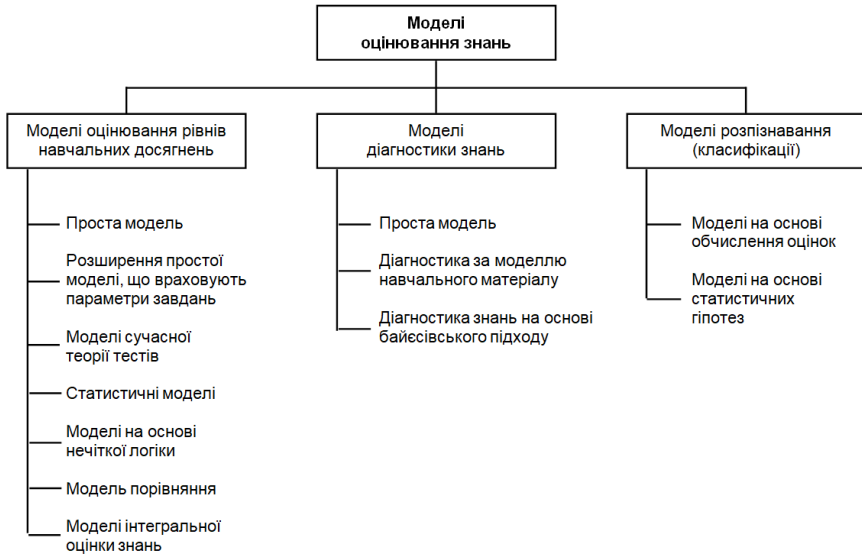 Моделі
оцінювання знань
Моделі оцінювання рівнів
навчальних досягнень
Проста модель
Розширення простої
моделі, що враховують
параметри завдань
Моделі сучасної
теорії тестів
Статистичні моделі
Моделі на основі
нечіткої логіки
Модель порівняння
Моделі інтегральної
оцінки знань
Моделі
діагностики знань
Проста модель
Діагностика за моделлю
навчального матеріалу
Діагностика знань на основі
байєсівського підходу
Моделі розпізнавання
(класифікації)
Моделі на основі
обчислення оцінок
Моделі на основі
статистичних
гіпотез